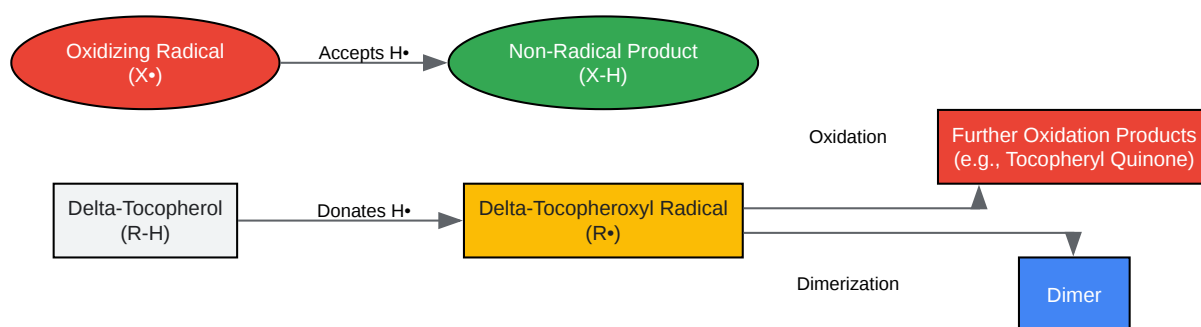 Oxidizing Radical
(X•)
Accepts H•
Non-Radical Product
(X-H)
Oxidation
Further Oxidation Products
(e.g., Tocopheryl Quinone)
Delta-Tocopherol
(R-H)
Donates H•
Delta-Tocopheroxyl Radical
(R•)
Dimerization
Dimer